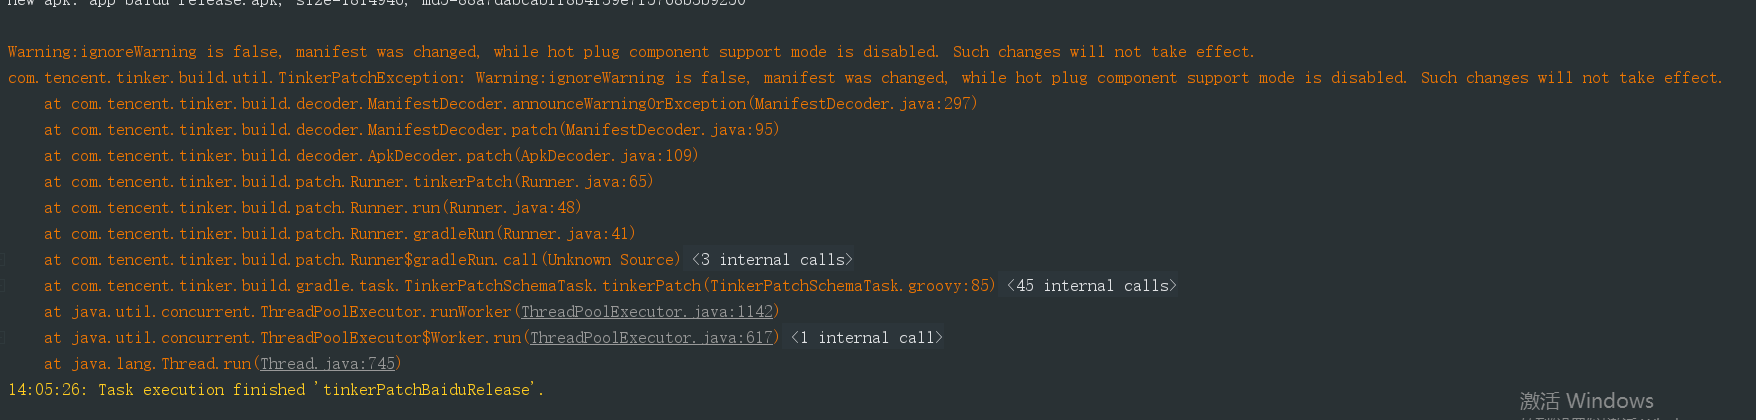 new apk: app-baidu-release.apk, size=
Warning:ignoreWarning is false, manifest was changed, while hot plug component support mode is disabled. Such changes will not take effect.
com.tencent.tinker.build.util.TinkerPatchException: Warning:ignoreWarning is false, manifest was changed, while hot plug component support mode is disabled. Such changes will not take effect.
    at com.tencent.tinker.build.decoder.ManifestDecoder.announceWarningOrException(ManifestDecoder.java:297)
    at com.tencent.tinker.build.decoder.ManifestDecoder.patch(ManifestDecoder.java:95)
    at com.tencent.tinker.build.decoder.ApkDecoder.patch(ApkDecoder.java:109)
    at com.tencent.tinker.build.patch.Runner.tinkerPatch(Runner.java:65)
    at com.tencent.tinker.build.patch.Runner.run(Runner.java:48)
    at com.tencent.tinker.build.patch.Runner.gradleRun(Runner.java:41)
    at com.tencent.tinker.build.patch.Runner$gradleRun.call(Unknown Source) <3 internal calls>
    at com.tencent.tinker.build.gradle.task.TinkerPatchSchemaTask.tinkerPatch(TinkerPatchSchemaTask.groovy:85) <45 internal calls>
    at java.util.concurrent.ThreadPoolExecutor.runWorker(ThreadPoolExecutor.java:1142)
    at java.util.concurrent.ThreadPoolExecutor$Worker.run(ThreadPoolExecutor.java:617) <1 internal call>
    at java.lang.Thread.run(Thread.java:745)
14:05:26: Task execution finished 'tinkerPatchBaiduRelease'.
激活 Windows